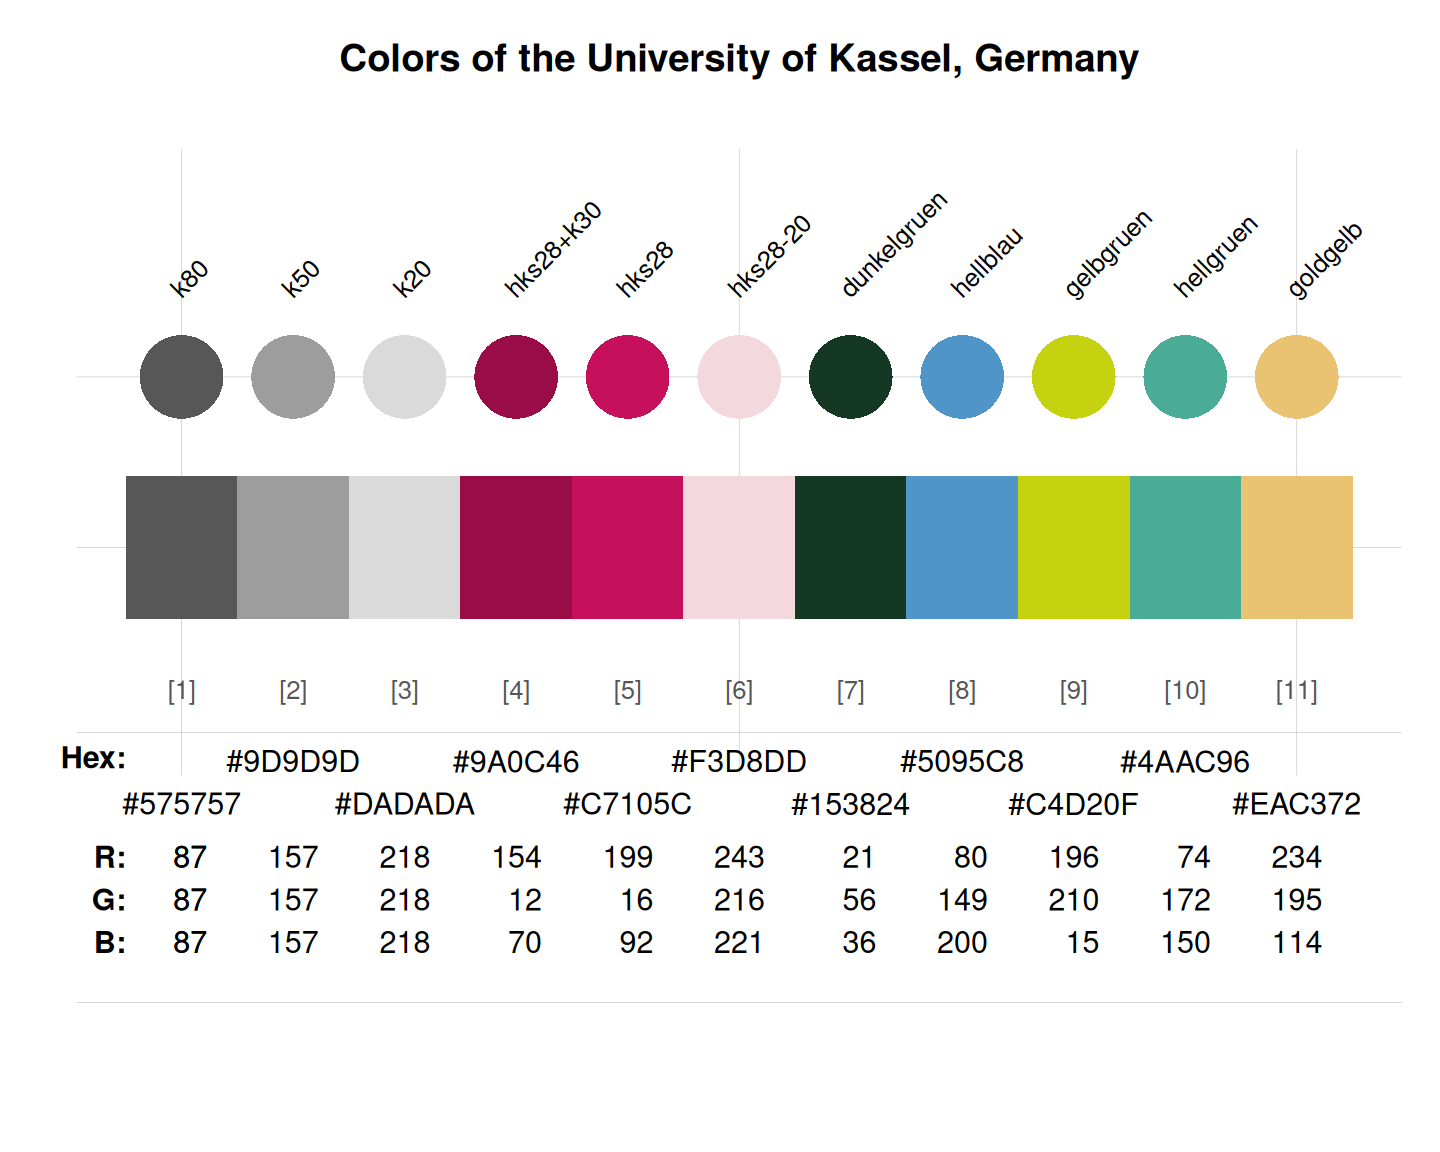 Colors of the University of Kassel, Germany
k80 k50 k20 hks28+k30 hks28 hks28-20 dunkelgruen hellblau gelbgruen hellgruen goldgelb
[1] [2] [3] [4] [5] [6] [7] [8] [9] [10] [11]
Hex: #9D9D9D #9A0C46 #F3D8DD #5095C8 #4AAC96
#575757 #DADADA #C7105C #153824 #C4D20F #EAC372
R: 87 157 218 154 199 243 21 80 196 74 234
G: 87 157 218 12 16 216 56 149 210 172 195
B: 87 157 218 70 92 221 36 200 15 150 114